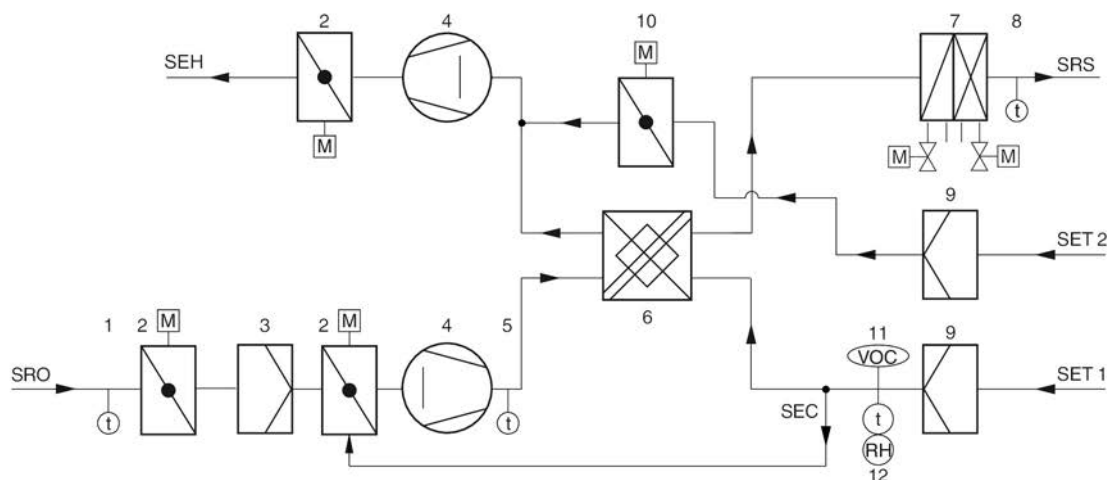 2 4 10 7 8
M
SEH SRS
M t
M M
9
SET 2
6
1 2 M 3 2 M 4 5 11 9
VOC
SRO SET 1
SEC
t t t
RH
12